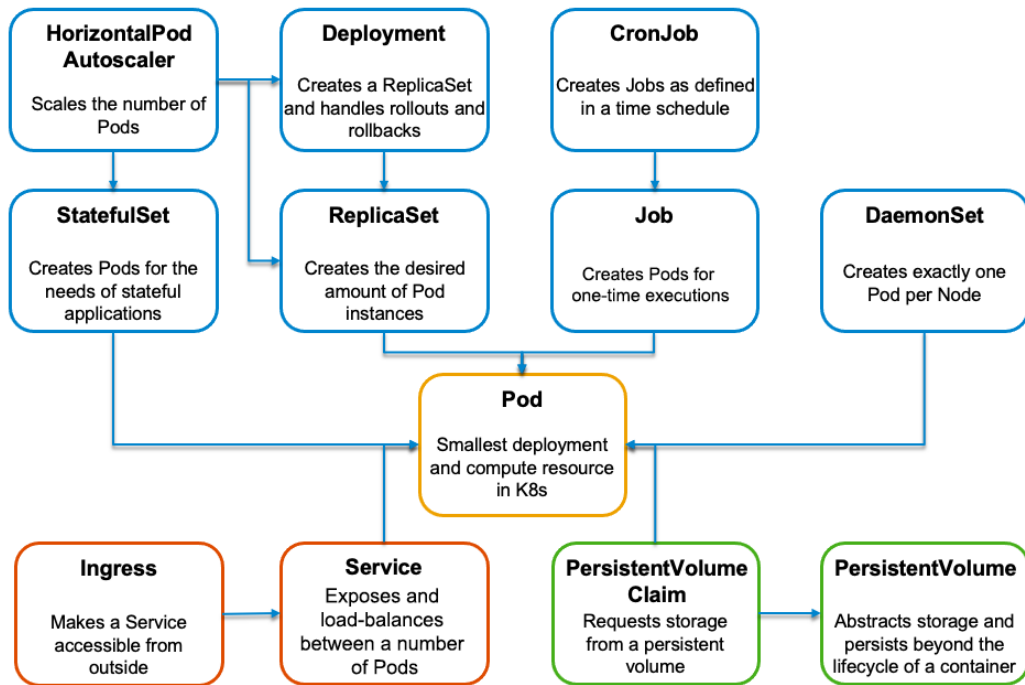 HorizontalPod
Autoscaler
Scales the number of
Pods
Deployment
Creates a ReplicaSet
and handles rollouts and
rollbacks
CronJob
Creates Jobs as defined
in a time schedule
StatefulSet
Creates Pods for the
needs of stateful
applications
ReplicaSet
Creates the desired
amount of Pod
instances
Job
Creates Pods for
one-time executions
DaemonSet
Creates exactly one
Pod per Node
Pod
Smallest deployment
and compute resource
in K8s
Ingress
Makes a Service
accessible from
outside
Service
Exposes and
load-balances
between a number
of Pods
PersistentVolume
Claim
Requests storage
from a persistent
volume
PersistentVolume
Abstracts storage and
persists beyond the
lifecycle of a container